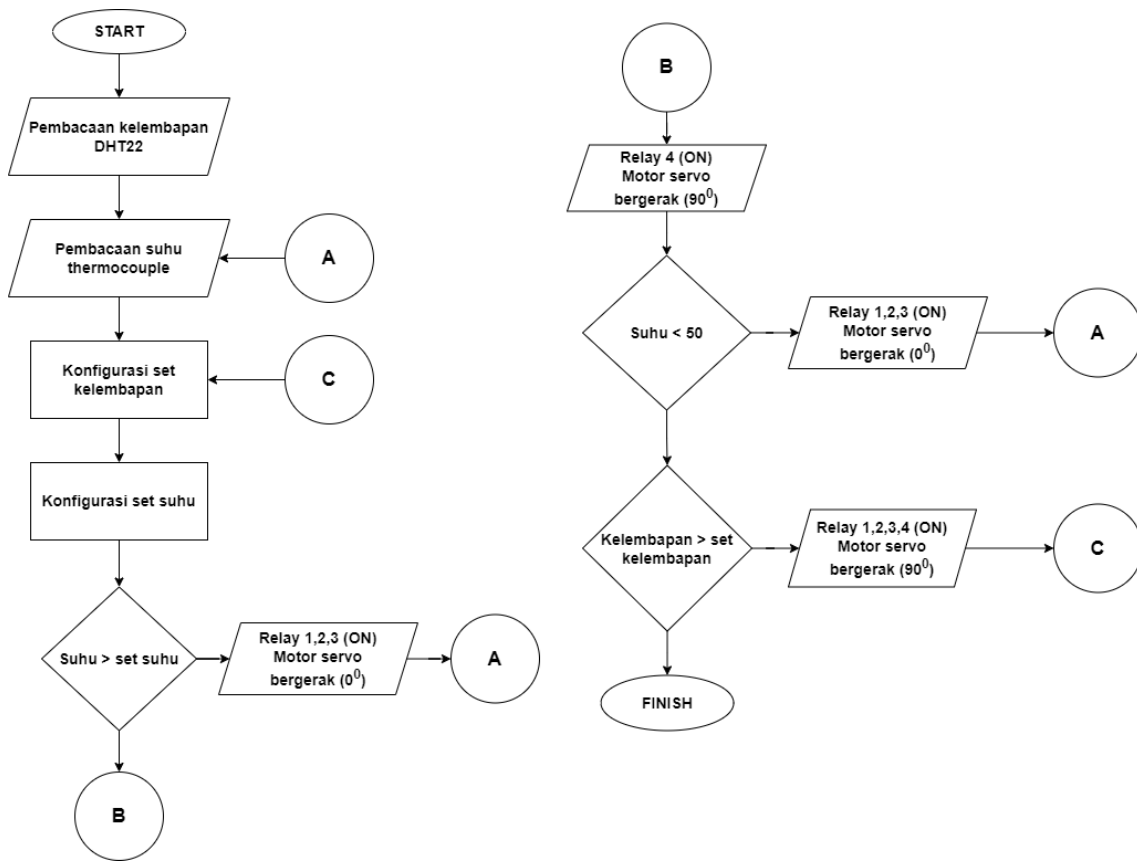 START
Pembacaan kelembapan
DHT22
Pembacaan suhu
thermocouple
A
Konfigurasi set
kelembapan
C
Konfigurasi set suhu
Suhu > set suhu
Relay 1,2,3 (ON)
Motor servo
bergerak (0⁰)
A
B
B
Relay 4 (ON)
Motor servo
bergerak (90⁰)
Suhu < 50
Relay 1,2,3 (ON)
Motor servo
bergerak (0⁰)
A
Kelembapan > set
kelembapan
Relay 1,2,3,4 (ON)
Motor servo
bergerak (90⁰)
C
FINISH